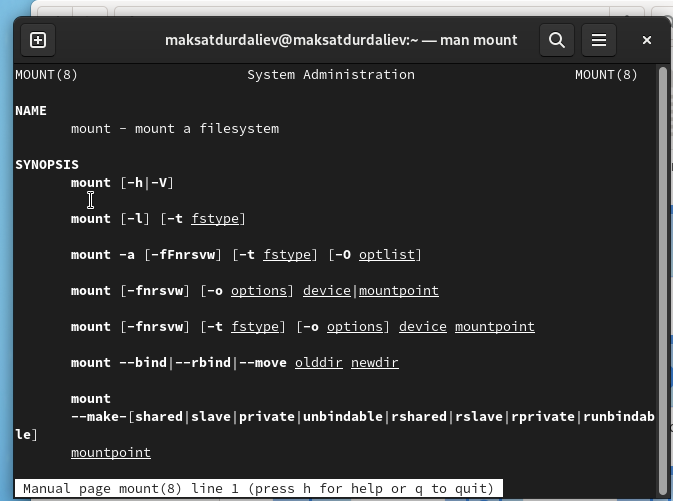 maksatdurdaliev@maksatdurdaliev:~ — man mount
MOUNT(8) System Administration MOUNT(8)
NAME
mount - mount a filesystem
SYNOPSIS
mount [-h|-V]
mount [-l] [-t fstype]
mount -a [-fFnrsvw] [-t fstype] [-O optlist]
mount [-fnrsvw] [-o options] device|mountpoint
mount [-fnrsvw] [-t fstype] [-o options] device mountpoint
mount --bind|--rbind|--move olddir newdir
mount
--make-[shared|slave|private|unbindable|rshared|rslave|rprivate|runbindab
le]
mountpoint
Manual page mount(8) line 1 (press h for help or q to quit)